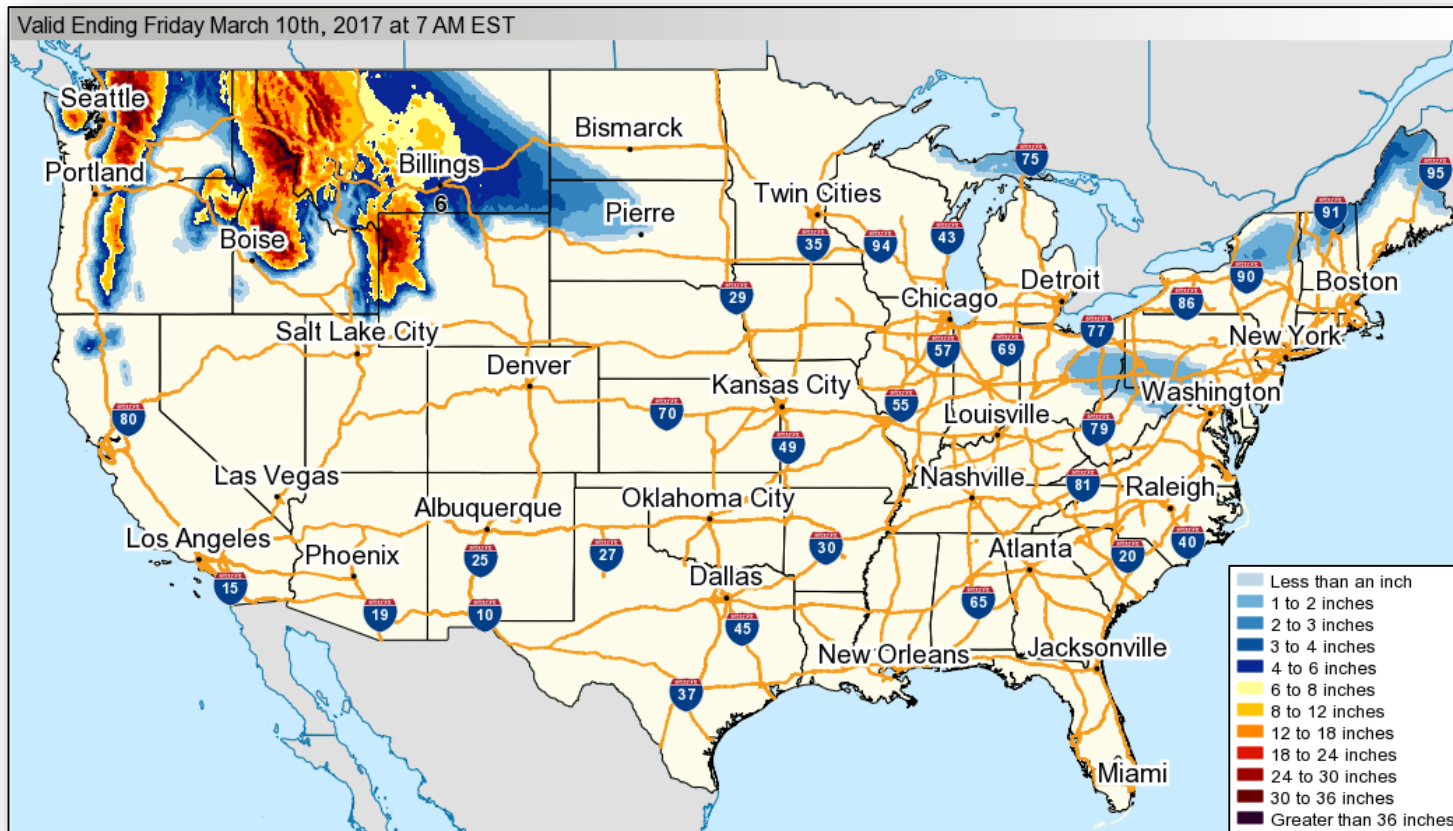 Valid Ending Friday March 10th, 2017 at 7 AM EST
Seattle
Portland
Billings
6
Boise
Bismarck
Pierre
Twin Cities
75
95
91
35
94
43
90
86
Boston
Detroit
29
Chicago
77
New York
57
69
Salt Lake City
Denver
Kansas City
Washington
80
70
55
Louisville
79
49
Las Vegas
Albuquerque
Oklahoma City
Nashville
81
Raleigh
Los Angeles
Phoenix
25
27
30
Atlanta
20
40
15
19
10
Dallas
45
65
New Orleans
Jacksonville
37
Miami
Less than an inch
1 to 2 inches
2 to 3 inches
3 to 4 inches
4 to 6 inches
6 to 8 inches
8 to 12 inches
12 to 18 inches
18 to 24 inches
24 to 30 inches
30 to 36 inches
Greater than 36 inches